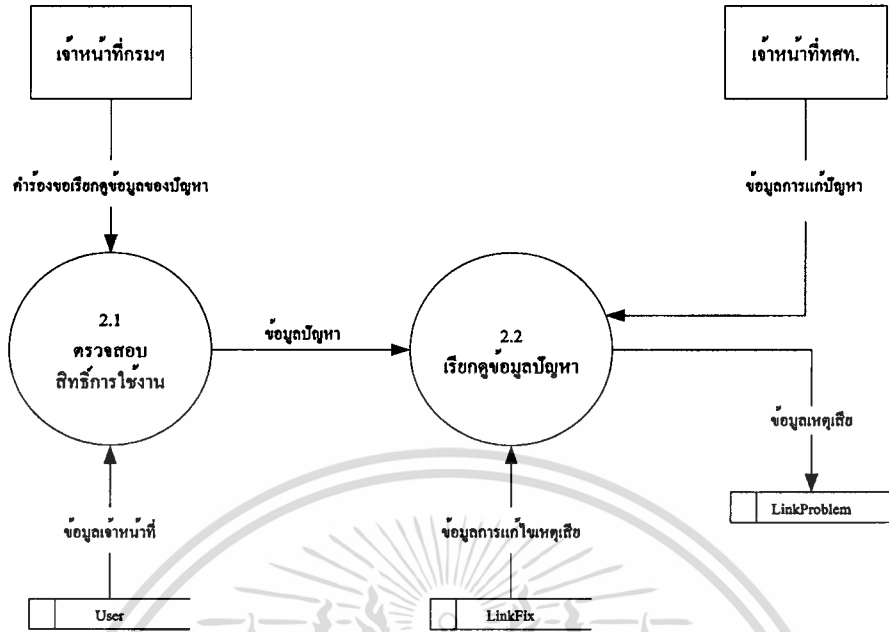 เจ้าหน้าที่กรมฯ
เจ้าหน้าที่ทศท.
คำร้องขอเรียกดูข้อมูลของปัญหา
ข้อมูลการแก้ปัญหา
2.1
ตรวจสอบ
สิทธิ์การใช้งาน
ข้อมูลปัญหา
2.2
เรียกดูข้อมูลปัญหา
ข้อมูลเหตุเสีย
LinkProblem
ข้อมูลเจ้าหน้าที่
ข้อมูลการแก้ไขเหตุเสีย
User
LinkFix